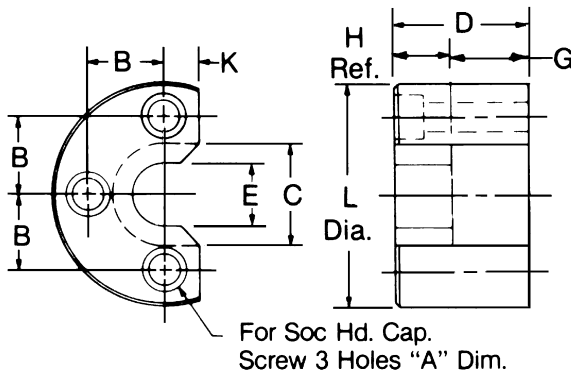 B
K
B
B
E
C
D
H
Ref.
G
L
Dia.
For Soc Hd. Cap.
Screw 3 Holes “A” Dim.